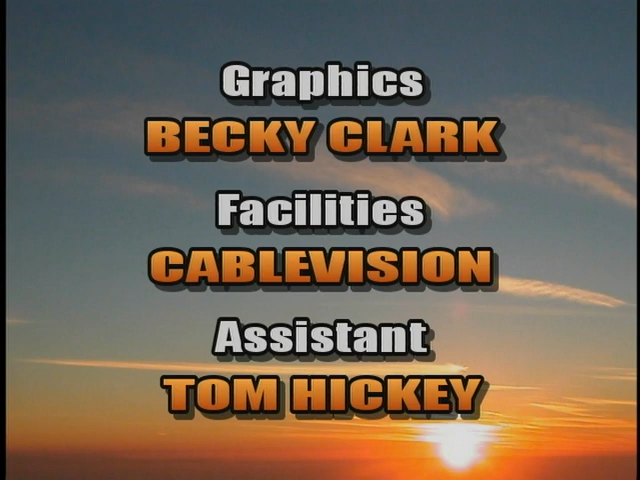 Graphics
BECKY CLARK
Facilities
CABLEVISION
Assistant
TOM HICKEY